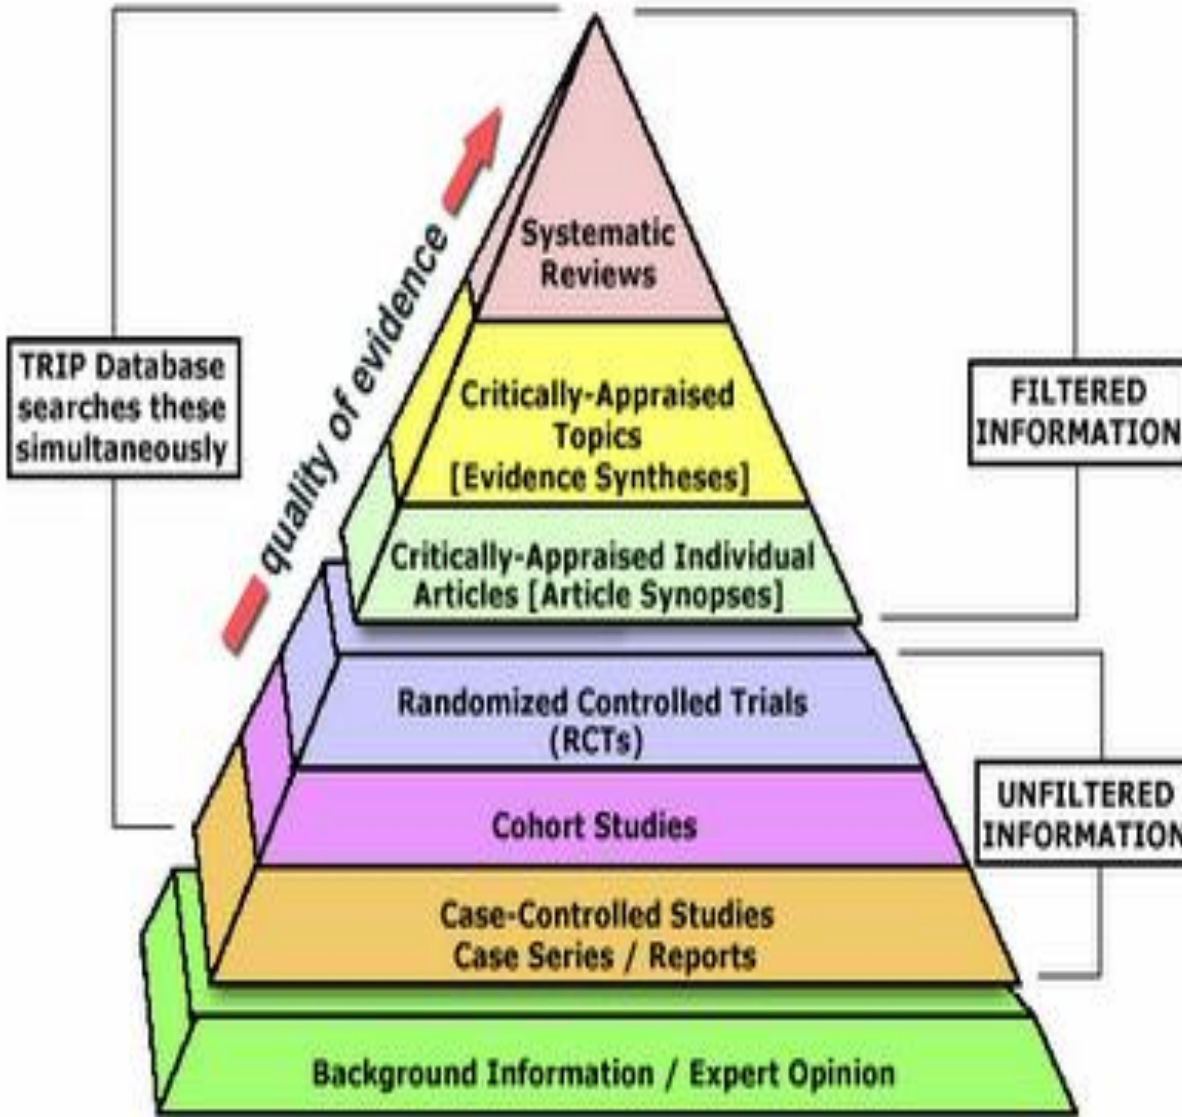 quality of evidence
Systematic
Reviews
TRIP Database
searches these
simultaneously
FILTERED
INFORMATION
Critically-Appraised
Topics
[Evidence Syntheses]
Critically-Appraised Individual
Articles [Article Synopses]
Randomized Controlled Trials
(RCTs)
UNFILTERED
INFORMATION
Cohort Studies
Case-Controlled Studies
Case Series / Reports
Background Information / Expert Opinion